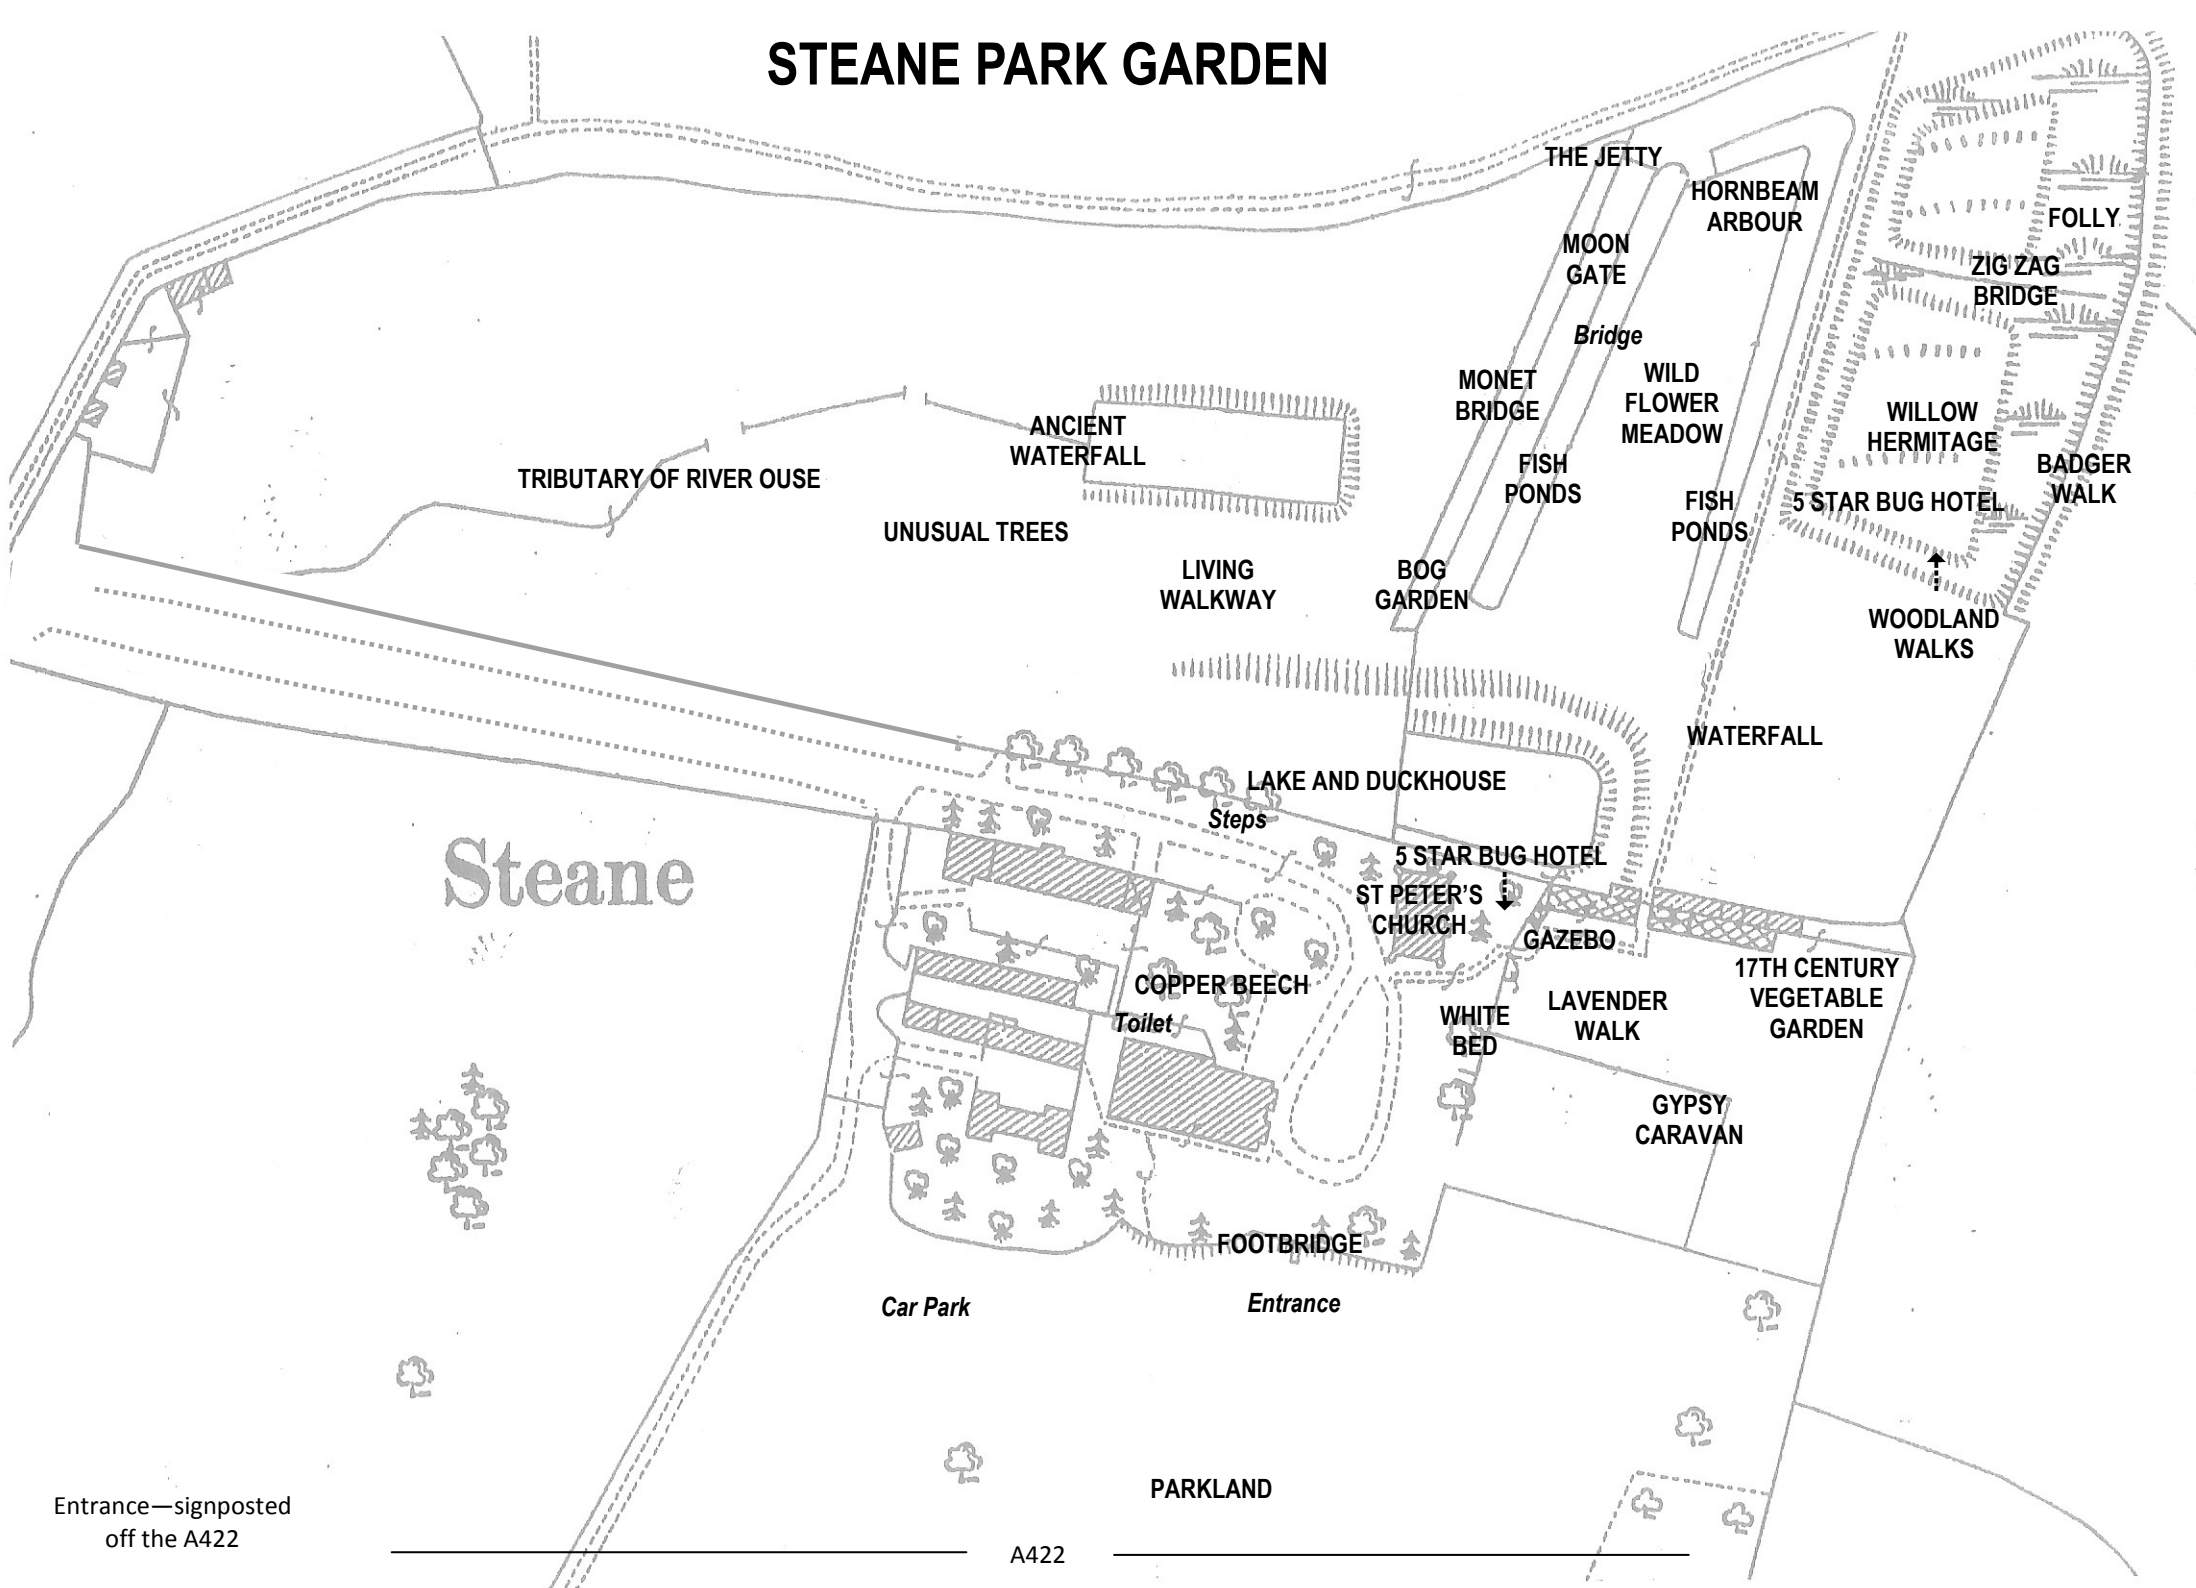 STEANE PARK GARDEN
THE JETTY
HORNBEAM
ARBOUR
FOLLY
MOON
GATE
ZIG ZAG
BRIDGE
Bridge
MONET
BRIDGE
WILD
FLOWER
MEADOW
WILLOW
HERMITAGE
ANCIENT
WATERFALL
TRIBUTARY OF RIVER OUSE
FISH
PONDS
BADGER
WALK
FISH
PONDS
5 STAR BUG HOTEL
UNUSUAL TREES
LIVING
WALKWAY
BOG
GARDEN
WOODLAND
WALKS
WATERFALL
LAKE AND DUCKHOUSE
Steps
Steane
5 STAR BUG HOTEL
ST PETER'S
CHURCH
GAZEBO
17TH CENTURY
VEGETABLE
GARDEN
COPPER BEECH
Toilet
WHITE
BED
LAVENDER
WALK
GYPSY
CARAVAN
FOOTBRIDGE
Car Park
Entrance
PARKLAND
Entrance—signposted
off the A422
A422